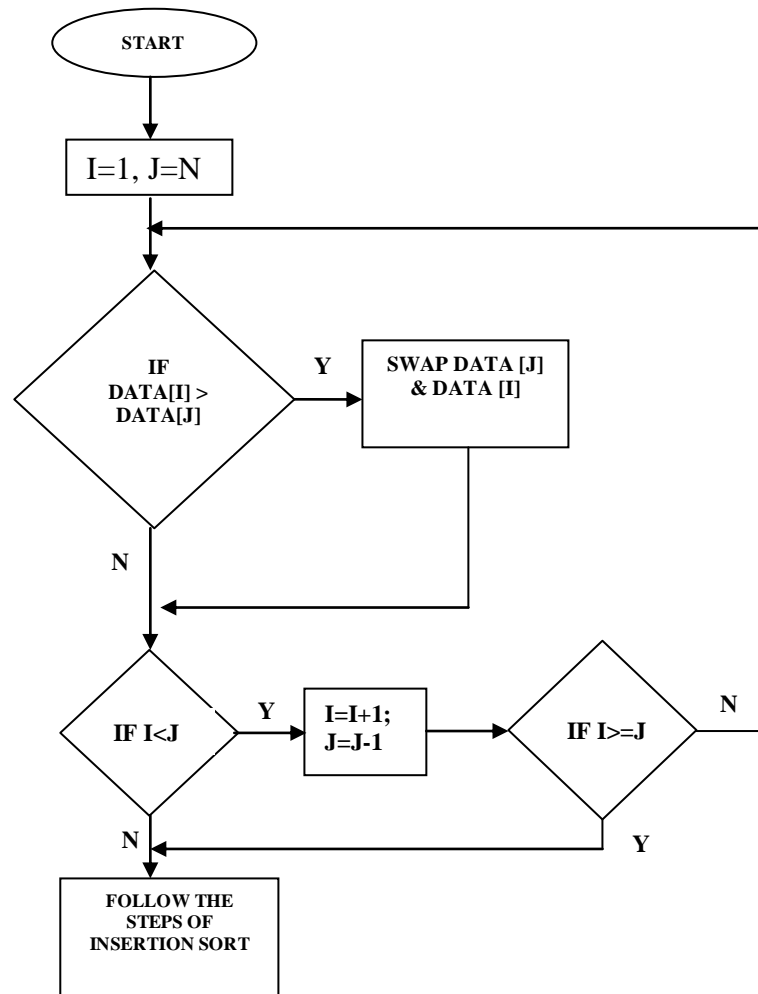 START
I=1, J=N
IF
DATA[I] >
DATA[J]
Y
SWAP DATA [J]
& DATA [I]
N
IF I<J
Y
I=I+1;
J=J-1
IF I>=J
N
N
Y
FOLLOW THE
STEPS OF
INSERTION SORT